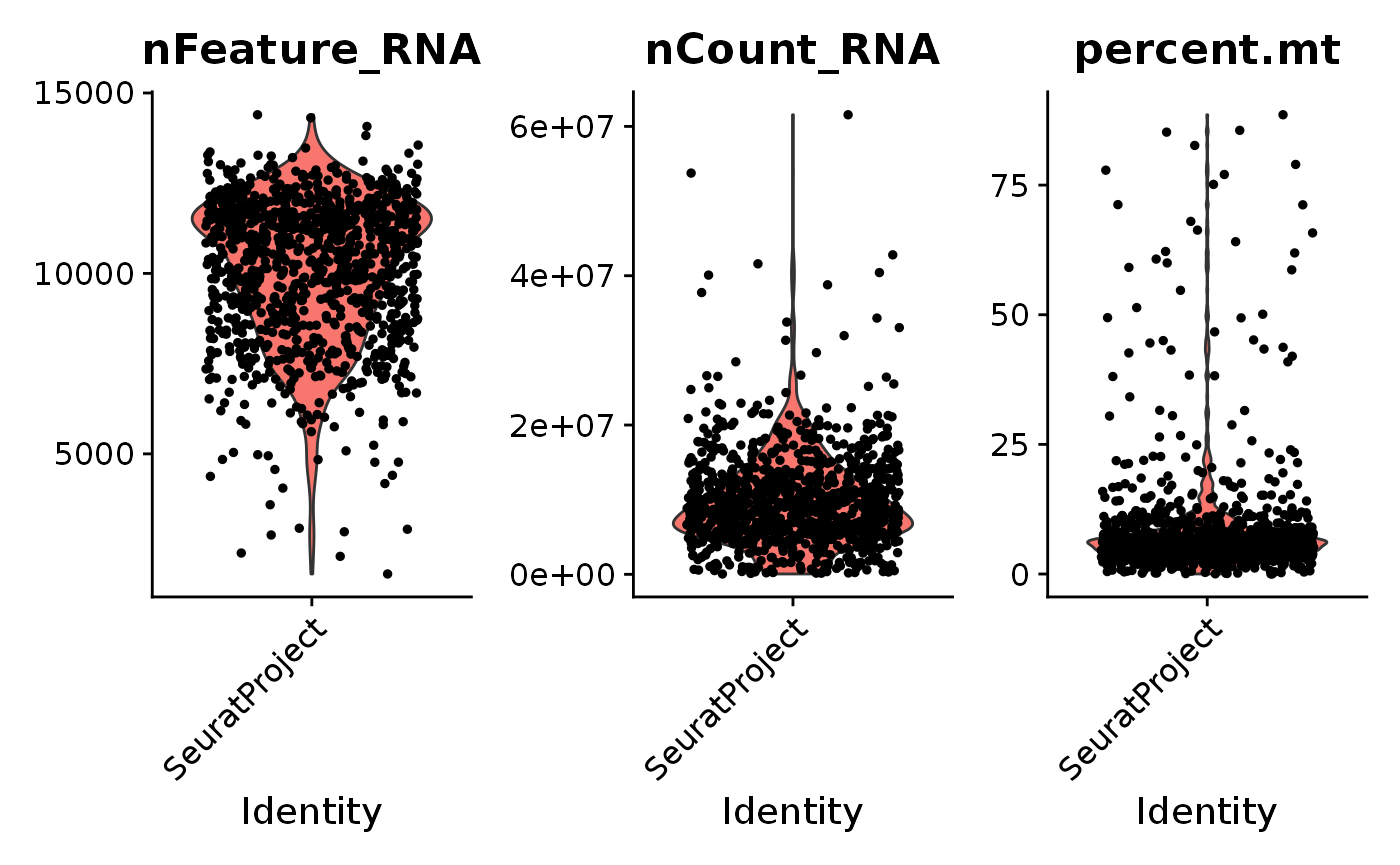 nFeature_RNA
15000
10000
5000
SeuratProject
Identity
nCount_RNA
6e+07
4e+07
2e+07
0e+00
SeuratProject
Identity
percent.mt
75
50
25
0
SeuratProject
Identity